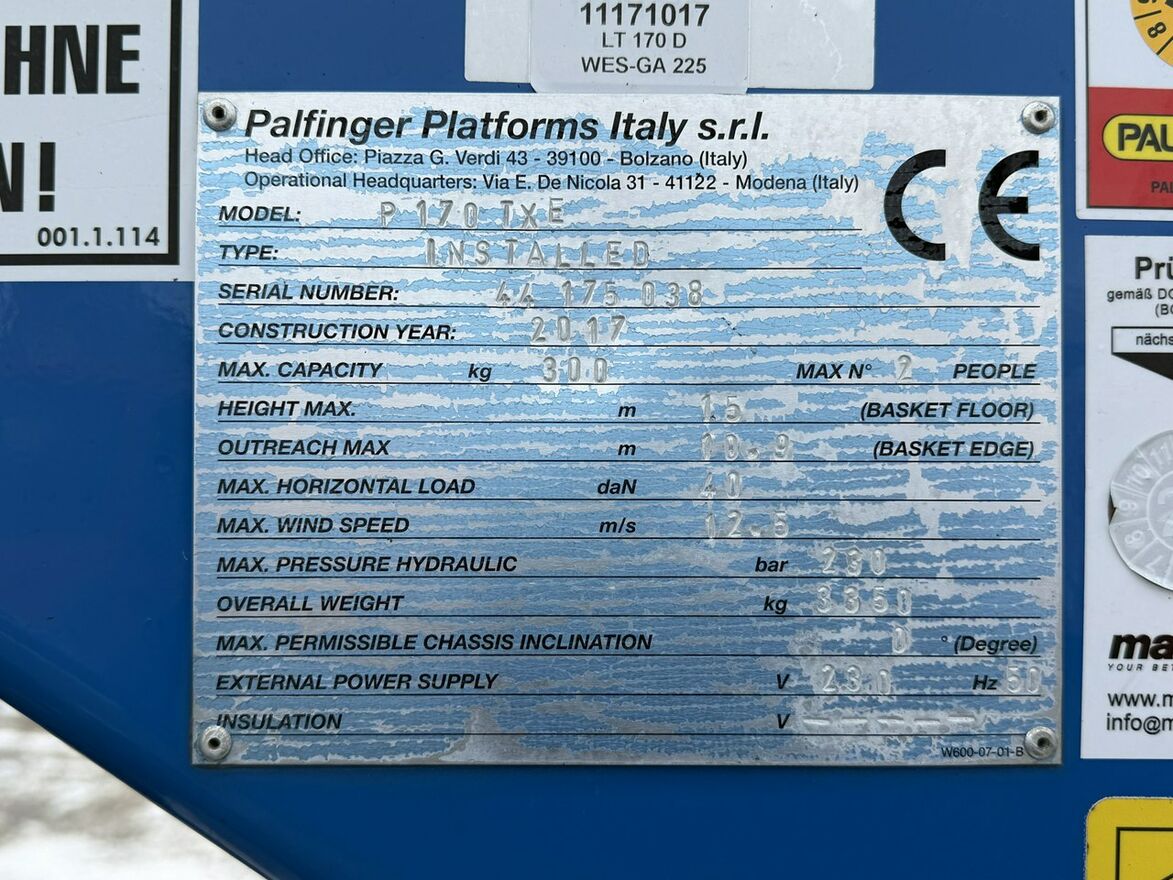 HNE
N!
001.1.114
11171017
LT 170 D
WES-GA 225
Palfinger Platforms Italy s.r.l.
Head Office: Piazza G. Verdi 43 - 39100 - Bolzano (Italy)
Operational Headquarters: Via E. De Nicola 31 - 41122 - Modena (Italy)
CE
MODEL: P 170 TXE
TYPE: INSTALLED
SERIAL NUMBER: 44 175 038
CONSTRUCTION YEAR: 2017
MAX. CAPACITY kg 300 MAX N° 2 PEOPLE
HEIGHT MAX. m 15 (BASKET FLOOR)
OUTREACH MAX m 10.9 (BASKET EDGE)
MAX. HORIZONTAL LOAD daN 40
MAX. WIND SPEED m/s 12.5
MAX. PRESSURE HYDRAULIC bar 230
OVERALL WEIGHT kg 3350
MAX. PERMISSIBLE CHASSIS INCLINATION 0 ° (Degree)
EXTERNAL POWER SUPPLY V 230 Hz 50
INSULATION V -----
W600-07-01-B
PAL
Prü
gemäß
nächs
ma
YOUR BE
www.m
info@m